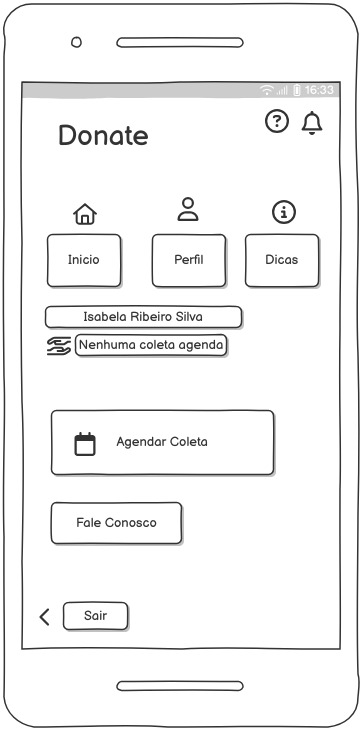 16:33
Donate
Inicio
Perfil
Dicas
Isabela Ribeiro Silva
Nenhuma coleta agenda
Agendar Coleta
Fale Conosco
Sair